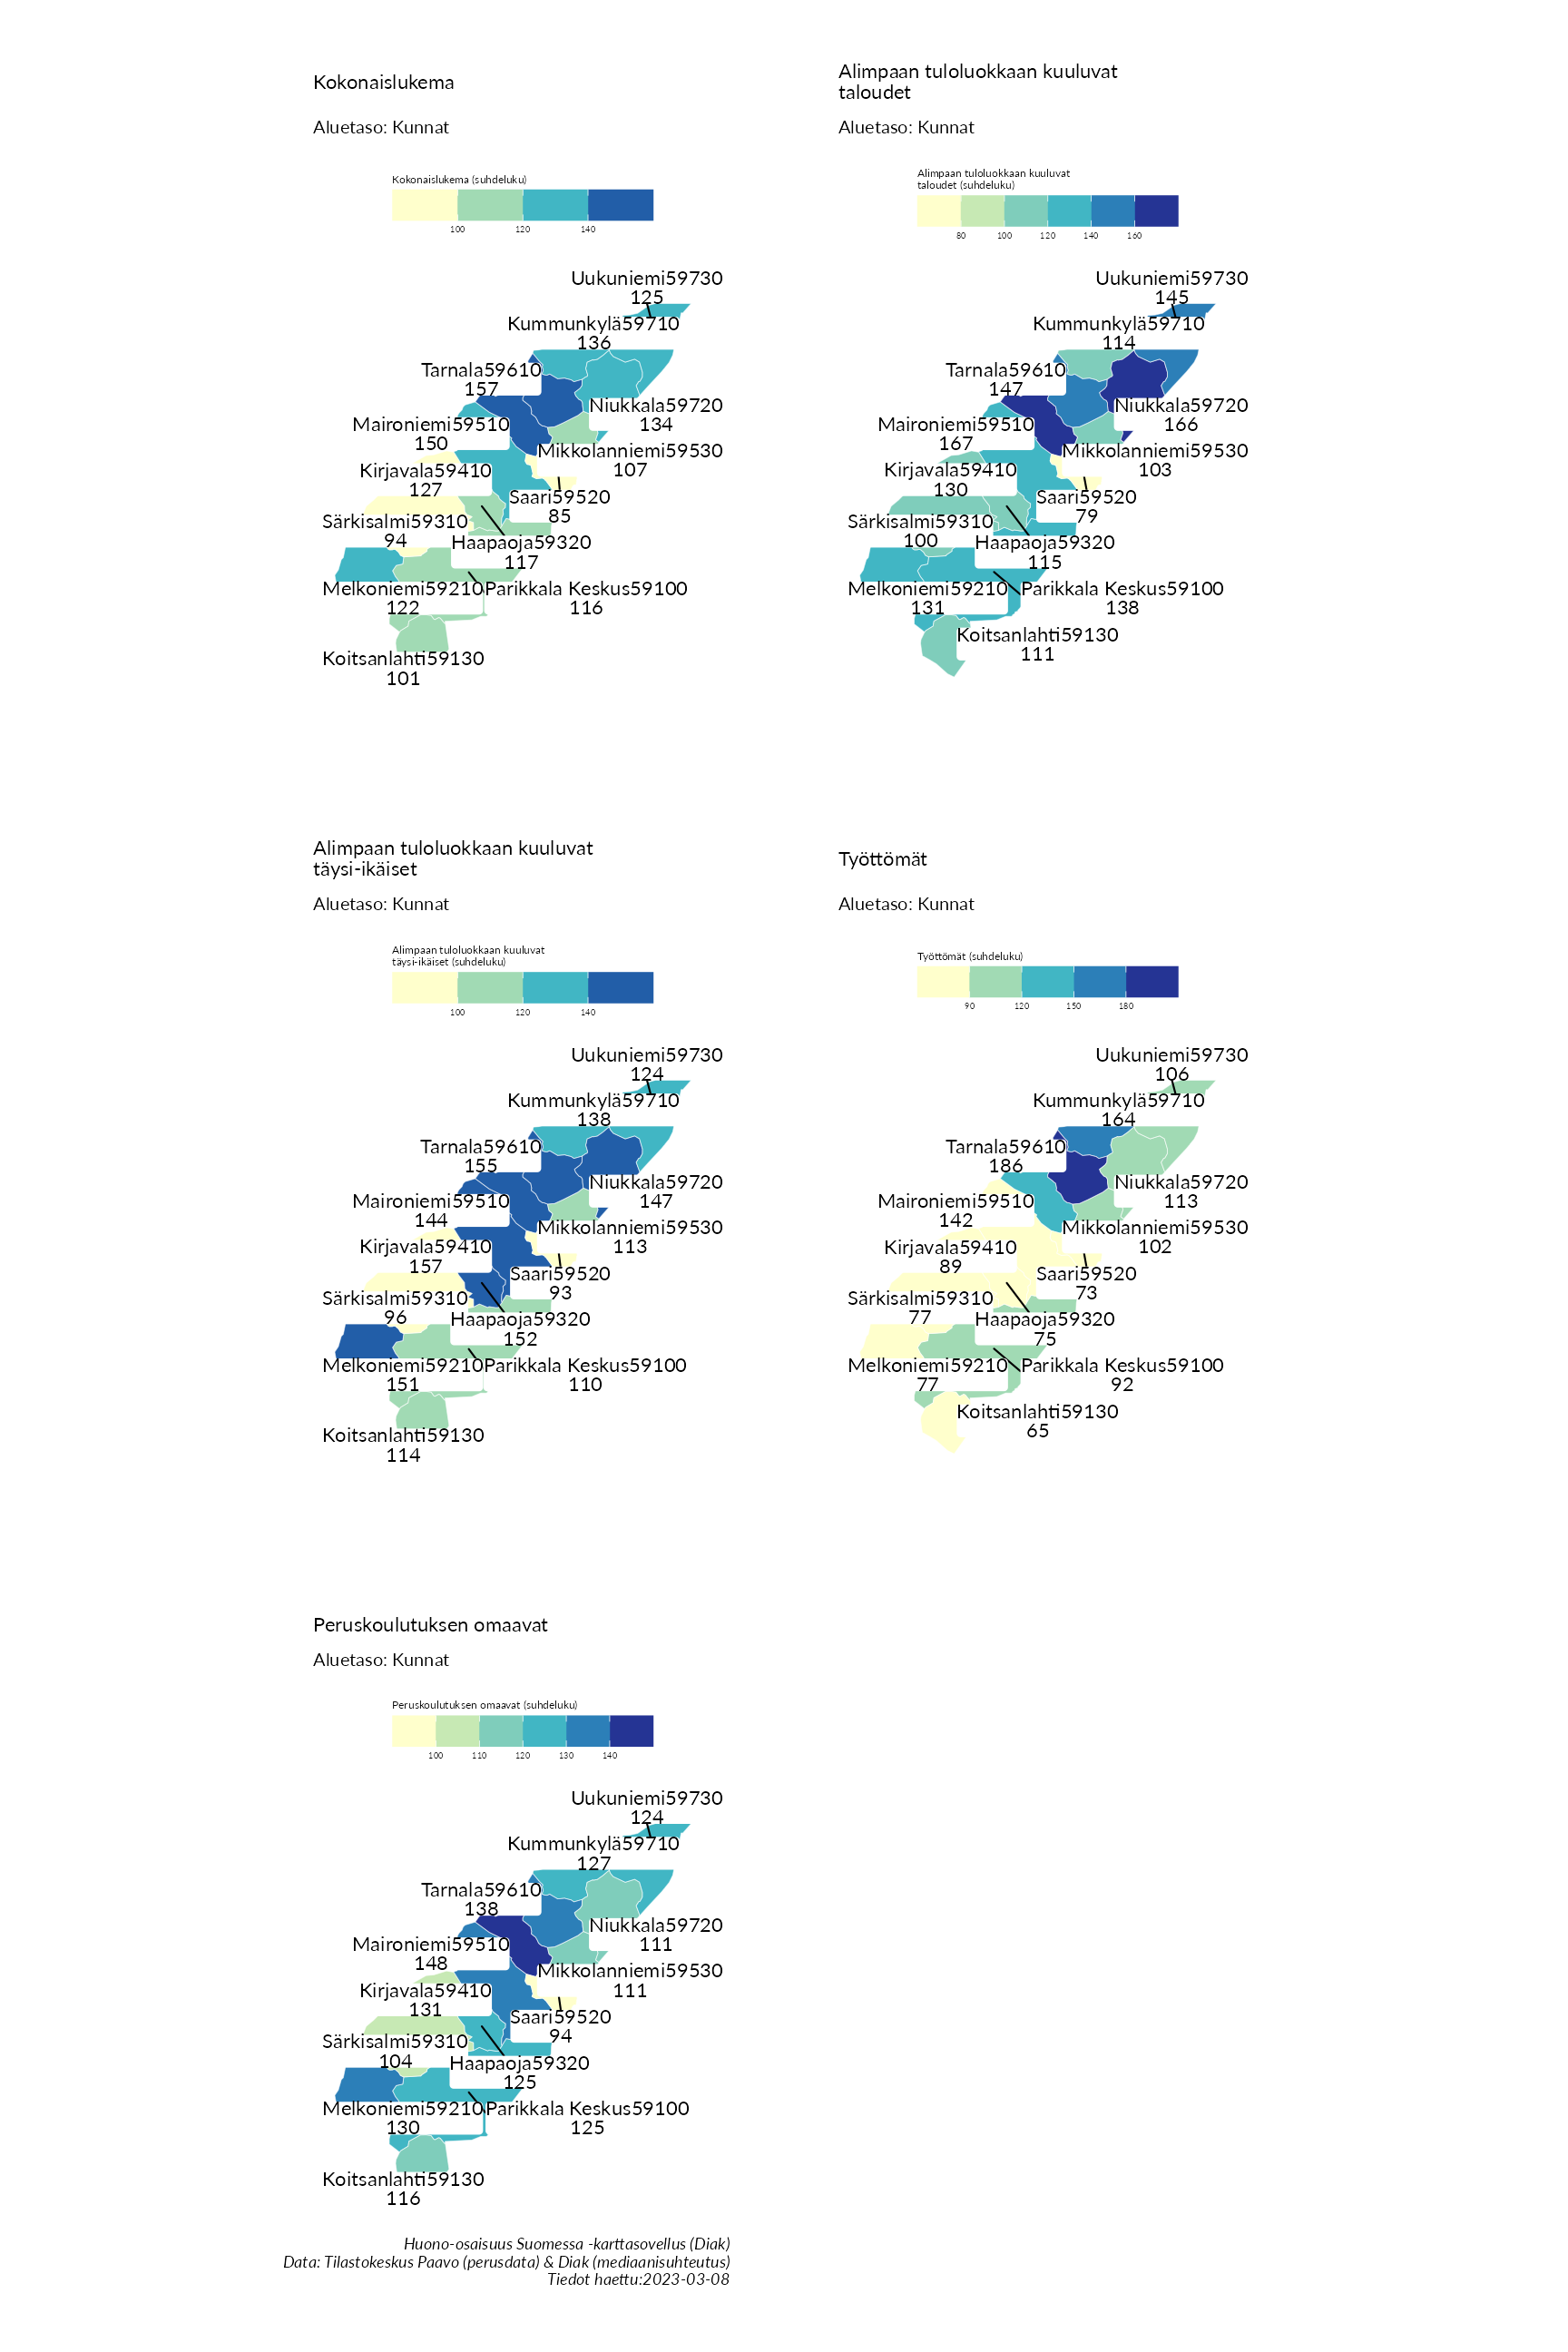 Kokonaislukema
Aluetaso: Kunnat
Kokonaislukema (suhdeluku)
100 120 140
Uukuniemi59730
125
Kummunkylä59710
136
Tarnala59610
157
Niukkala59720
134
Maironiemi59510
150
Mikkolanniemi59530
107
Kirjavala59410
127
Saari59520
85
Särkisalmi59310
94
Haapaoja59320
117
Melkoniemi59210
122
Parikkala Keskus59100
116
Koitsanlahti59130
101
Alimpaan tuloluokkaan kuuluvat
taloudet
Aluetaso: Kunnat
Alimpaan tuloluokkaan kuuluvat
taloudet (suhdeluku)
80 100 120 140 160
Uukuniemi59730
145
Kummunkylä59710
114
Tarnala59610
147
Niukkala59720
166
Maironiemi59510
167
Mikkolanniemi59530
103
Kirjavala59410
130
Saari59520
79
Särkisalmi59310
100
Haapaoja59320
115
Melkoniemi59210
131
Parikkala Keskus59100
138
Koitsanlahti59130
111
Alimpaan tuloluokkaan kuuluvat
täysi-ikäiset
Aluetaso: Kunnat
Alimpaan tuloluokkaan kuuluvat
täysi-ikäiset (suhdeluku)
100 120 140
Uukuniemi59730
124
Kummunkylä59710
138
Tarnala59610
155
Niukkala59720
147
Maironiemi59510
144
Mikkolanniemi59530
113
Kirjavala59410
157
Saari59520
93
Särkisalmi59310
96
Haapaoja59320
152
Melkoniemi59210
151
Parikkala Keskus59100
110
Koitsanlahti59130
114
Työttömät
Aluetaso: Kunnat
Työttömät (suhdeluku)
90 120 150 180
Uukuniemi59730
106
Kummunkylä59710
164
Tarnala59610
186
Niukkala59720
113
Maironiemi59510
142
Mikkolanniemi59530
102
Kirjavala59410
89
Saari59520
73
Särkisalmi59310
77
Haapaoja59320
75
Melkoniemi59210
77
Parikkala Keskus59100
92
Koitsanlahti59130
65
Peruskoulutuksen omaavat
Aluetaso: Kunnat
Peruskoulutuksen omaavat (suhdeluku)
100 110 120 130 140
Uukuniemi59730
124
Kummunkylä59710
127
Tarnala59610
138
Niukkala59720
111
Maironiemi59510
148
Mikkolanniemi59530
111
Kirjavala59410
131
Saari59520
94
Särkisalmi59310
104
Haapaoja59320
125
Melkoniemi59210
130
Parikkala Keskus59100
125
Koitsanlahti59130
116
Huono-osaisuus Suomessa -karttasovellus (Diak)
Data: Tilastokeskus Paavo (perusdata) & Diak (mediaanisuhteutus)
Tiedot haettu:2023-03-08